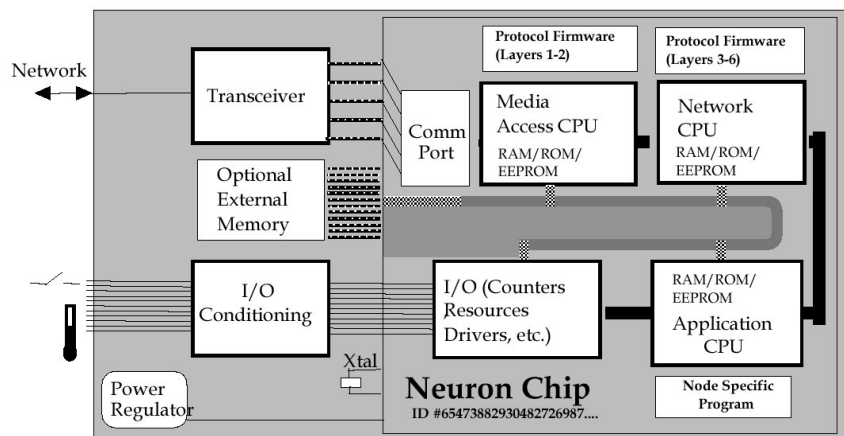 Protocol Firmware
(Layers 1-2)
Protocol Firmware
(Layers 3-6)
Network
Transceiver
Comm
Port
Media
Access CPU
RAM/ROM/
EEPROM
Network
CPU
RAM/ROM/
EEPROM
Optional
External
Memory
I/O
Conditioning
I/O (Counters
Resources
Drivers, etc.)
RAM/ROM/
EEPROM
Application
CPU
Xtal
Power
Regulator
Neuron Chip
ID #65473882930482726987....
Node Specific
Program